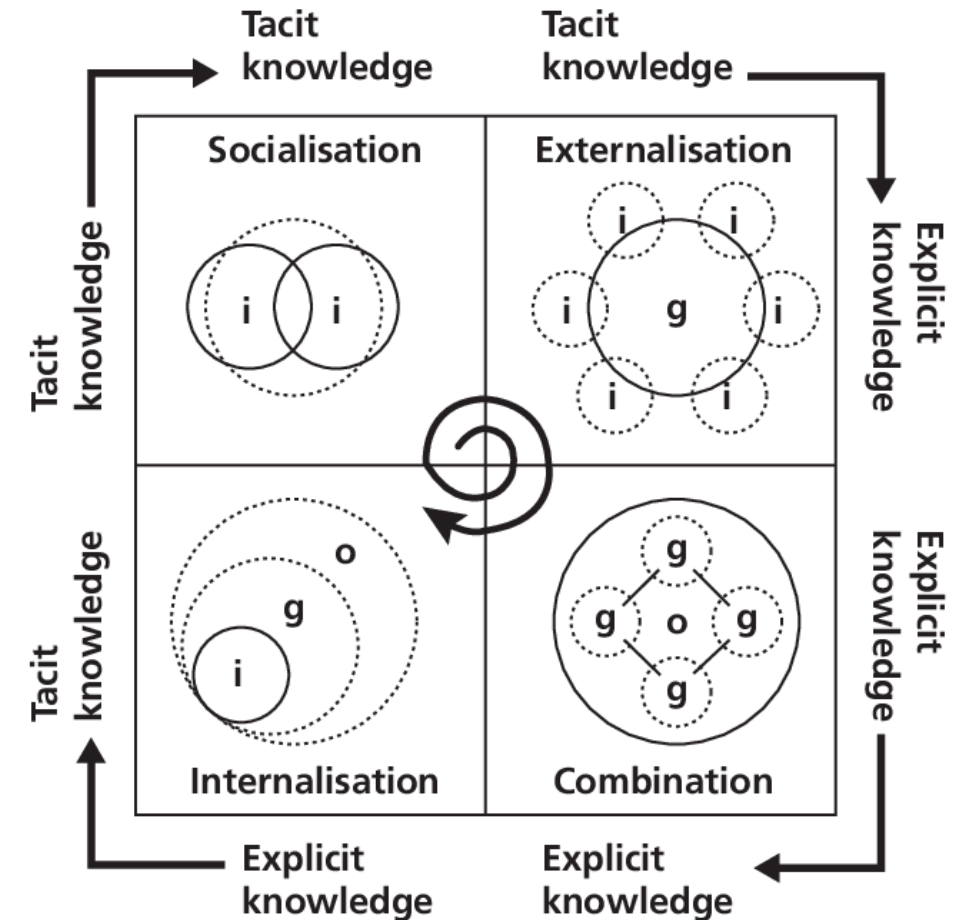 Tacit
knowledge
Tacit
knowledge
Socialisation
Externalisation
i
i
i
i
i
g
i
i
i
Tacit
knowledge
Explicit
knowledge
o
g
i
g
g
o
g
g
Tacit
knowledge
Explicit
knowledge
Internalisation
Combination
Explicit
knowledge
Explicit
knowledge